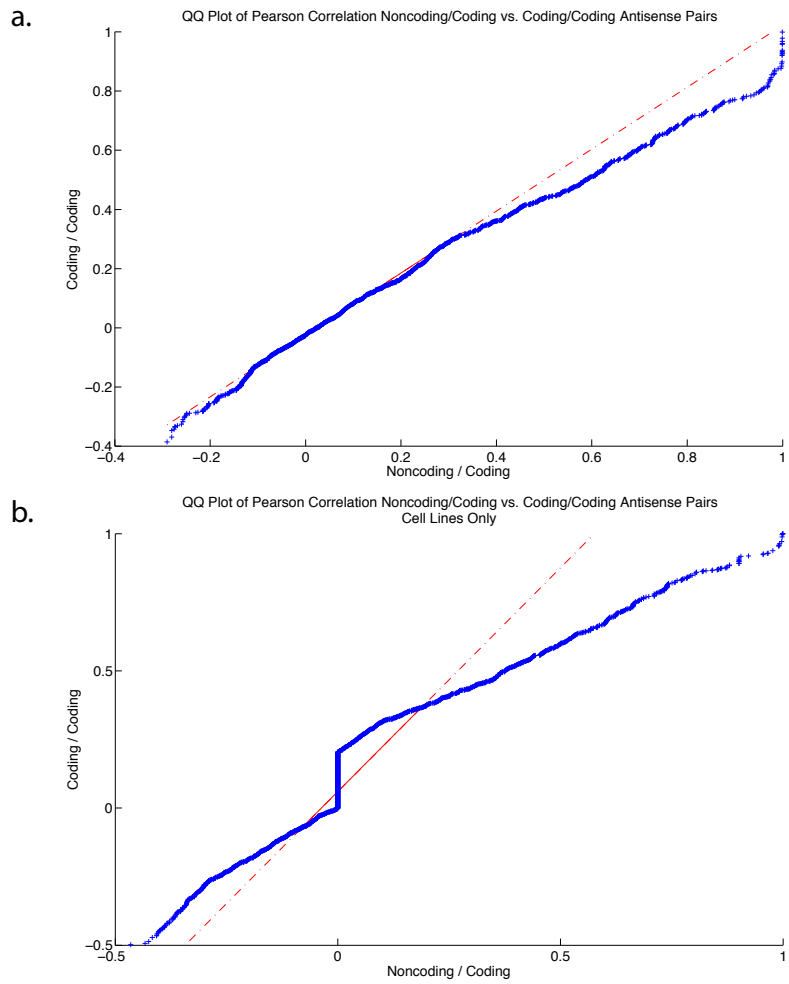 a.
QQ Plot of Pearson Correlation Noncoding/Coding vs. Coding/Coding Antisense Pairs
1
0.8
0.6
0.4
0.2
0
−0.2
−0.4
Coding / Coding
−0.4 −0.2 0 0.2 0.4 0.6 0.8 1
Noncoding / Coding
b.
QQ Plot of Pearson Correlation Noncoding/Coding vs. Coding/Coding Antisense Pairs
Cell Lines Only
1
0.5
0
−0.5
Coding / Coding
−0.5 0 0.5 1
Noncoding / Coding